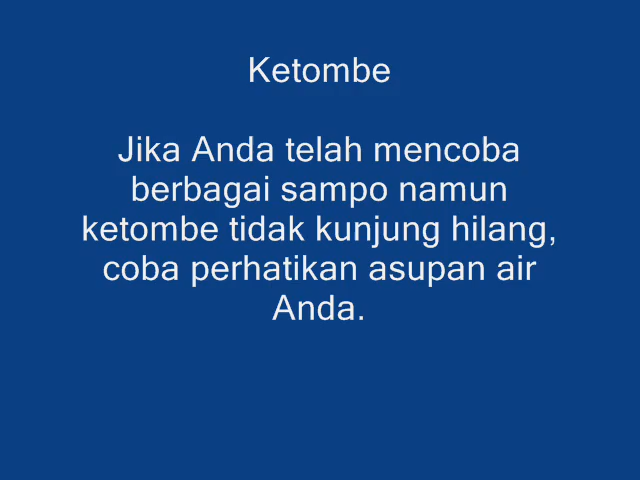 Ketombe
Jika Anda telah mencoba
berbagai sampo namun
ketombe tidak kunjung hilang,
coba perhatikan asupan air
Anda.